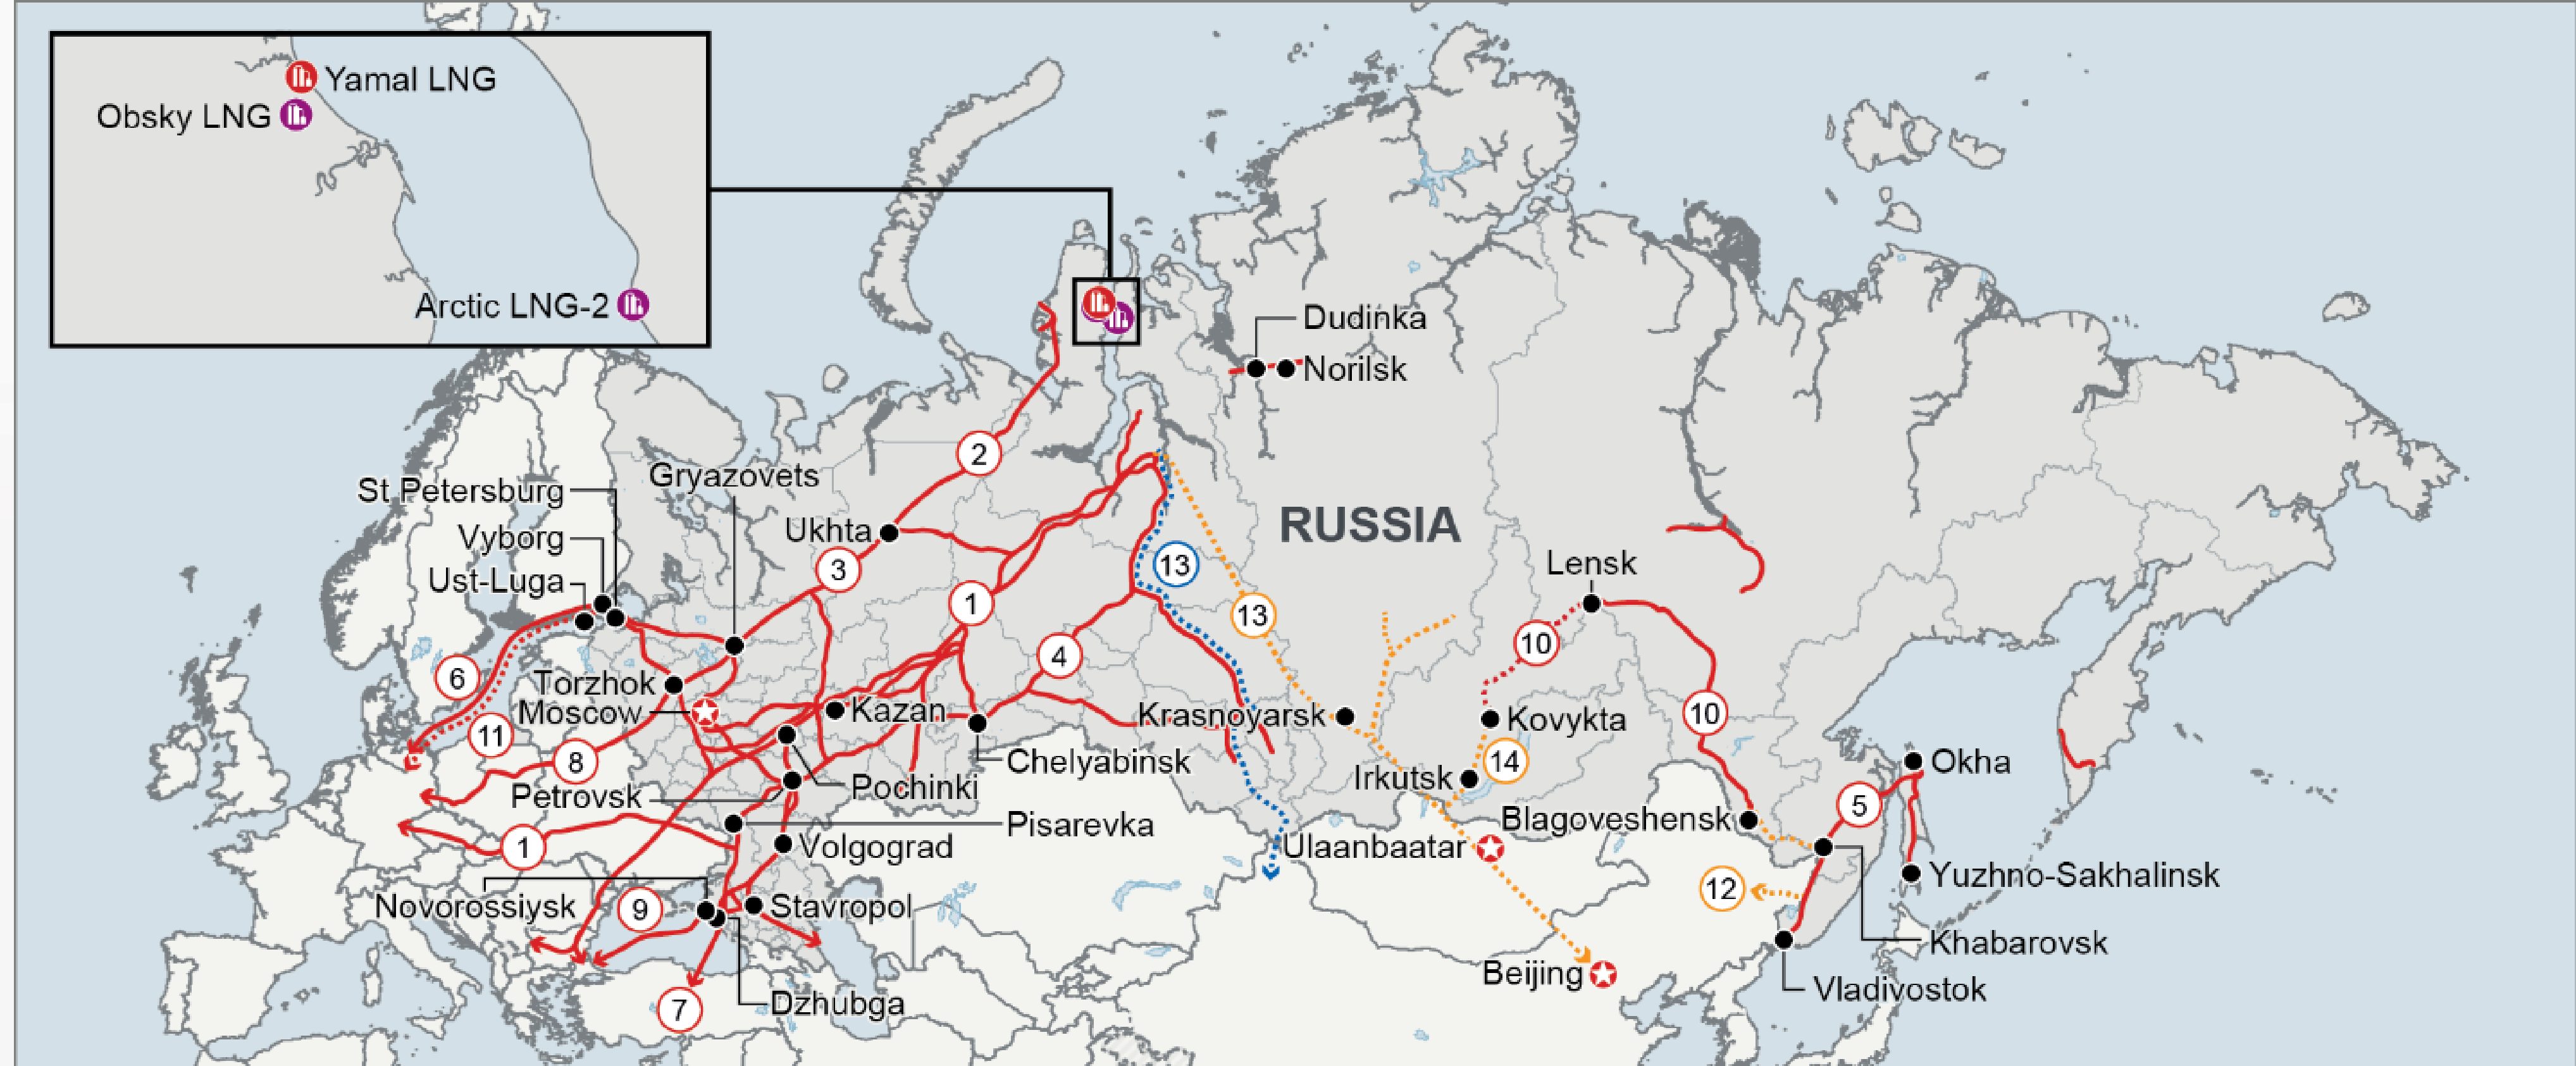 Yamal LNG
Obsky LNG
Arctic LNG-2
Dudinka
Norilsk
2
St Petersburg
Gryazovets
Vyborg
Ukhta
RUSSIA
Ust-Luga
3
13
Lensk
1
13
10
4
6
Torzhok
Moscow
Kazan
Krasnoyarsk
Kovykta
10
11
8
Chelyabinsk
14
Okha
Irkutsk
Petrovsk
Pochinki
5
Pisarevka
Blagoveshensk
1
Volgograd
Ulaanbaatar
Yuzhno-Sakhalinsk
12
Novorossiysk
9
Stavropol
Khabarovsk
Beijing
Vladivostok
7
Dzhubga